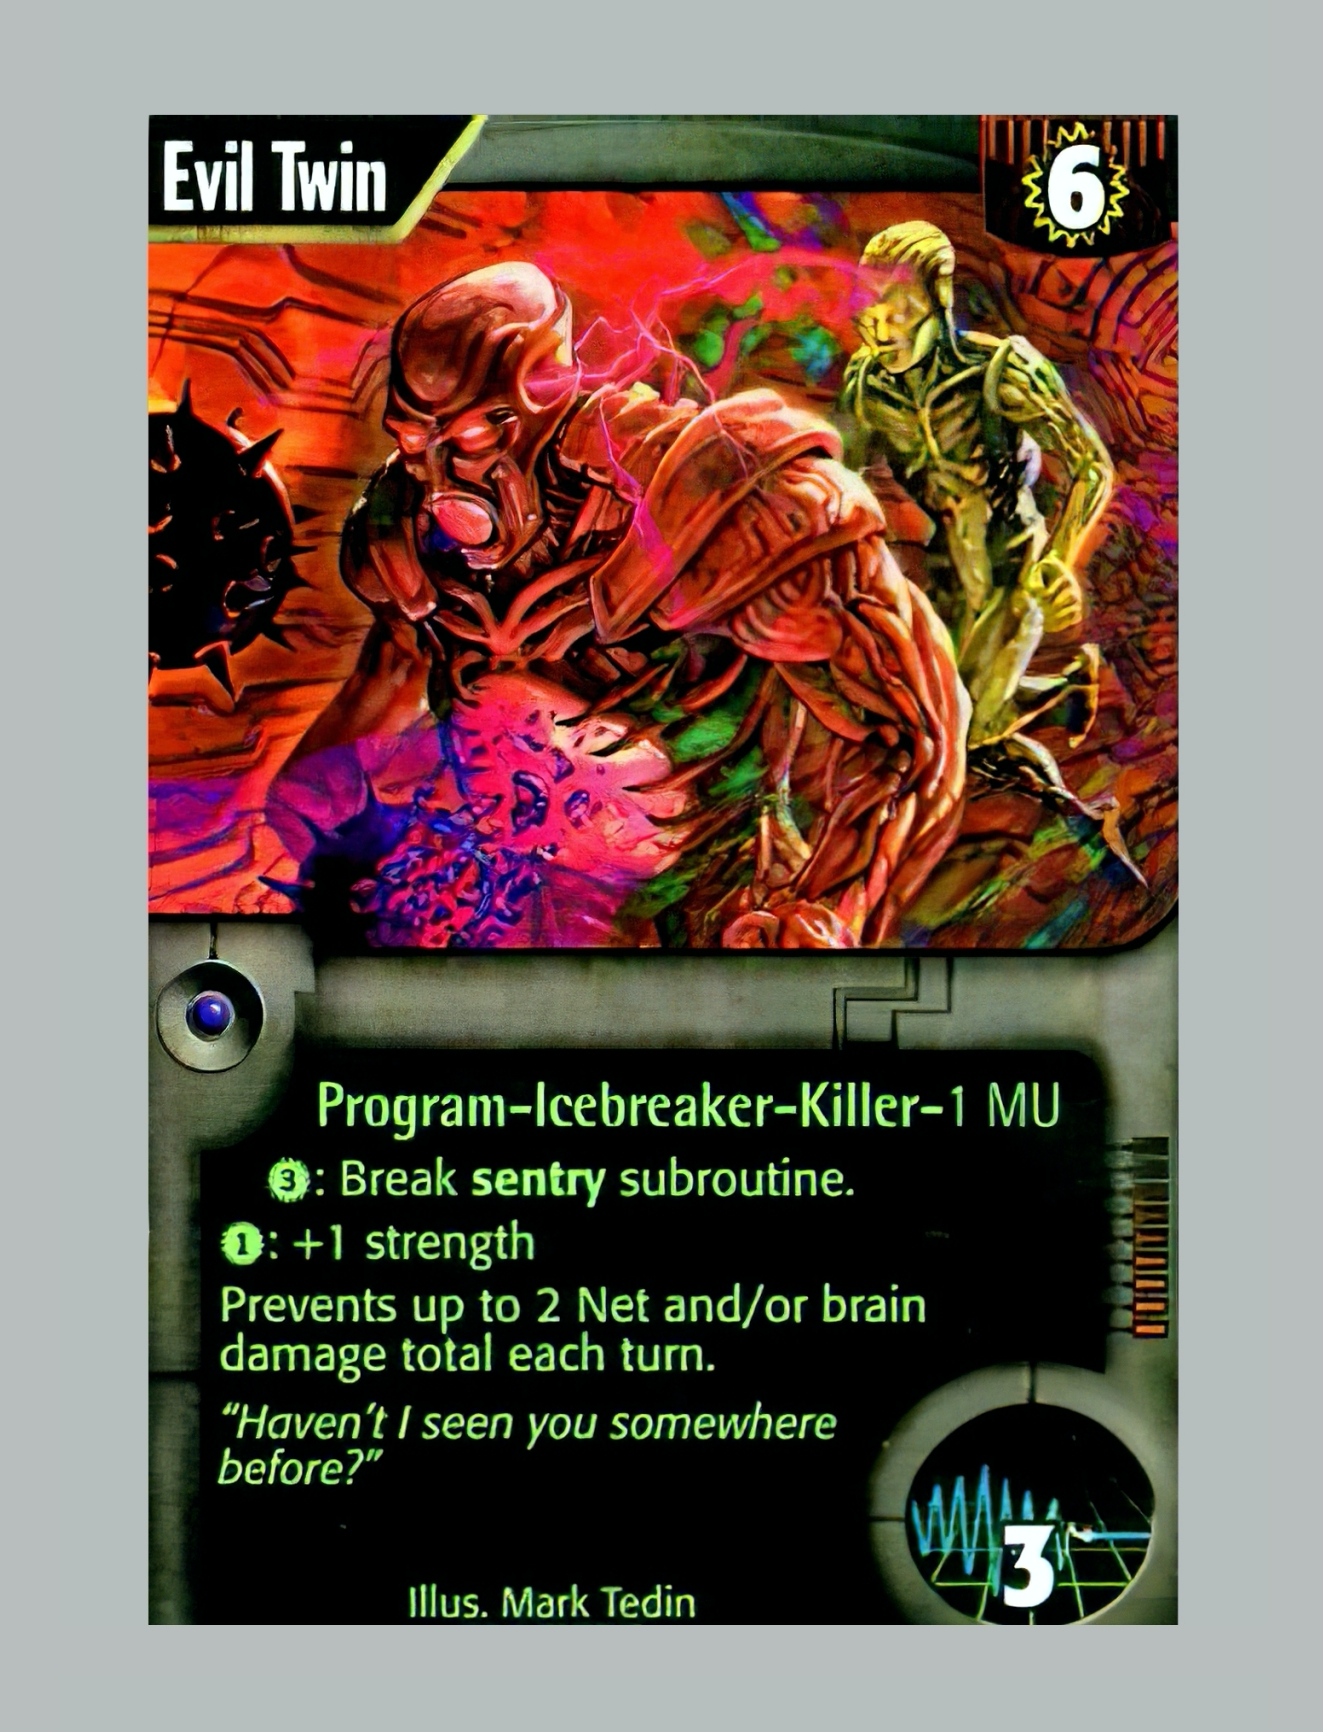 Evil Twin
6
Program-Icebreaker-Killer-1 MU
3: Break sentry subroutine.
1: +1 strength
Prevents up to 2 Net and/or brain
damage total each turn.
"Haven't I seen you somewhere
before?"
3
Illus. Mark Tedin